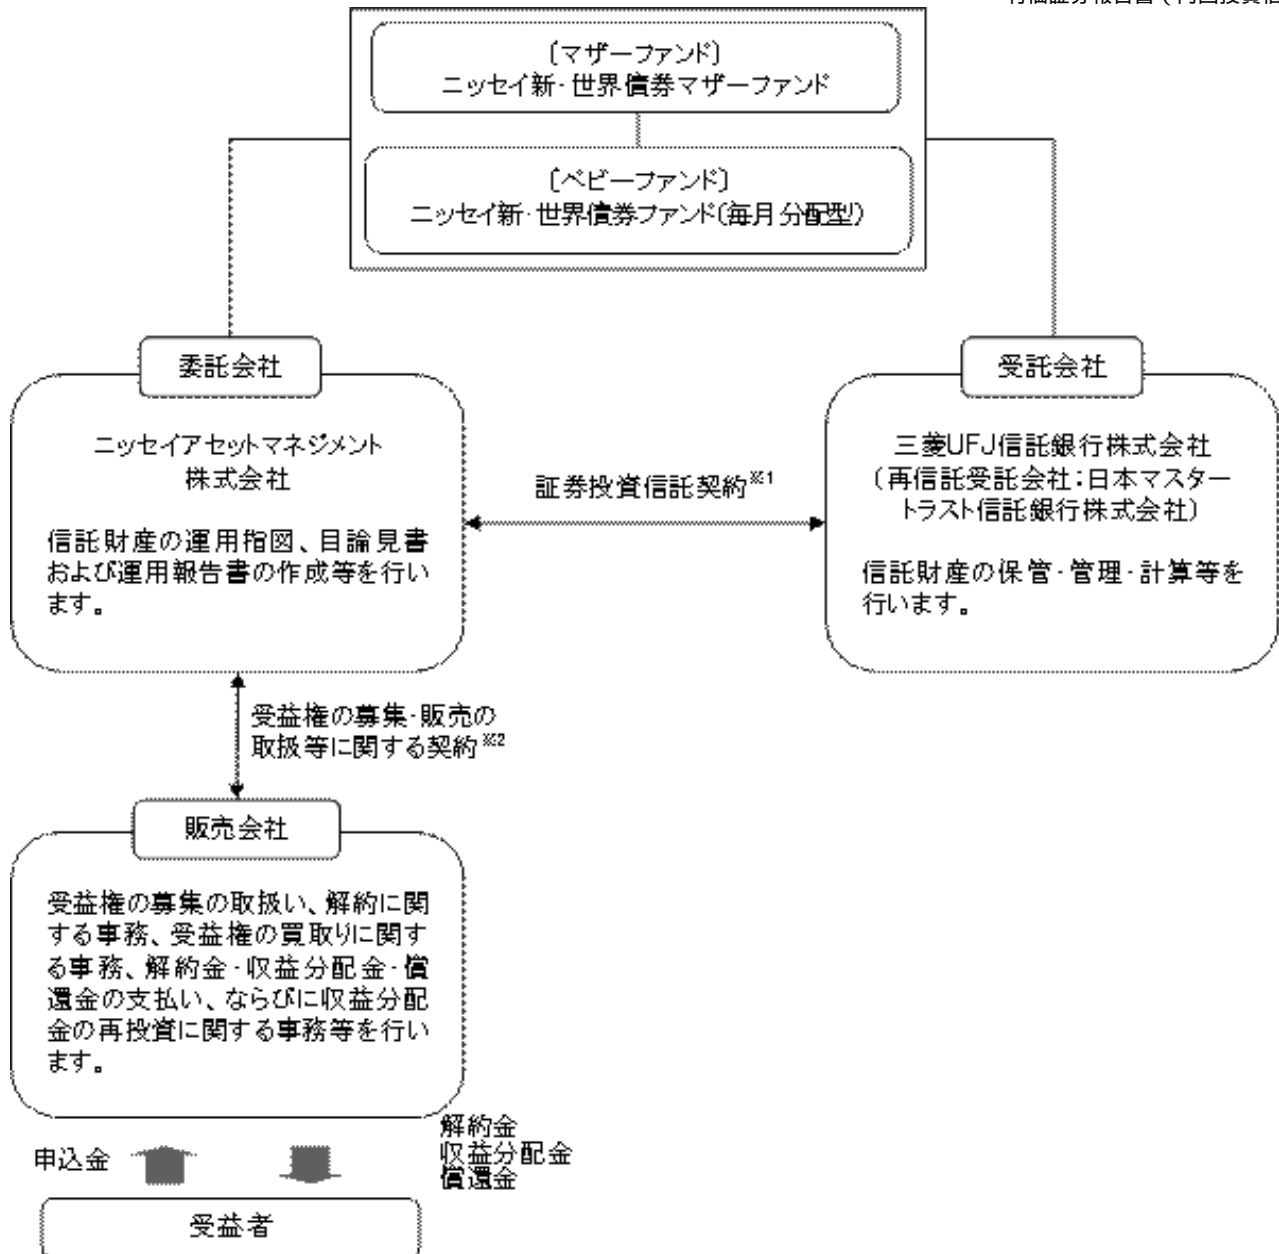 〔マザーファンド〕
ニッセイ新・世界債券マザーファンド
〔ベビーファンド〕
ニッセイ新・世界債券ファンド(毎月分配型)
委託会社
ニッセイアセットマネジメント
株式会社
信託財産の運用指図、目論見書
および運用報告書の作成等を行い
ます。
証券投資信託契約※1
受託会社
三菱UFJ信託銀行株式会社
(再信託受託会社:日本マスター
トラスト信託銀行株式会社)
信託財産の保管・管理・計算等を
行います。
受益権の募集・販売の
取扱等に関する契約※2
販売会社
受益権の募集の取扱い、解約に関
する事務、受益権の買取りに関す
る事務、解約金・収益分配金・償
還金の支払い、ならびに収益分配
金の再投資に関する事務等を行い
ます。
申込金
解約金
収益分配金
償還金
受益者